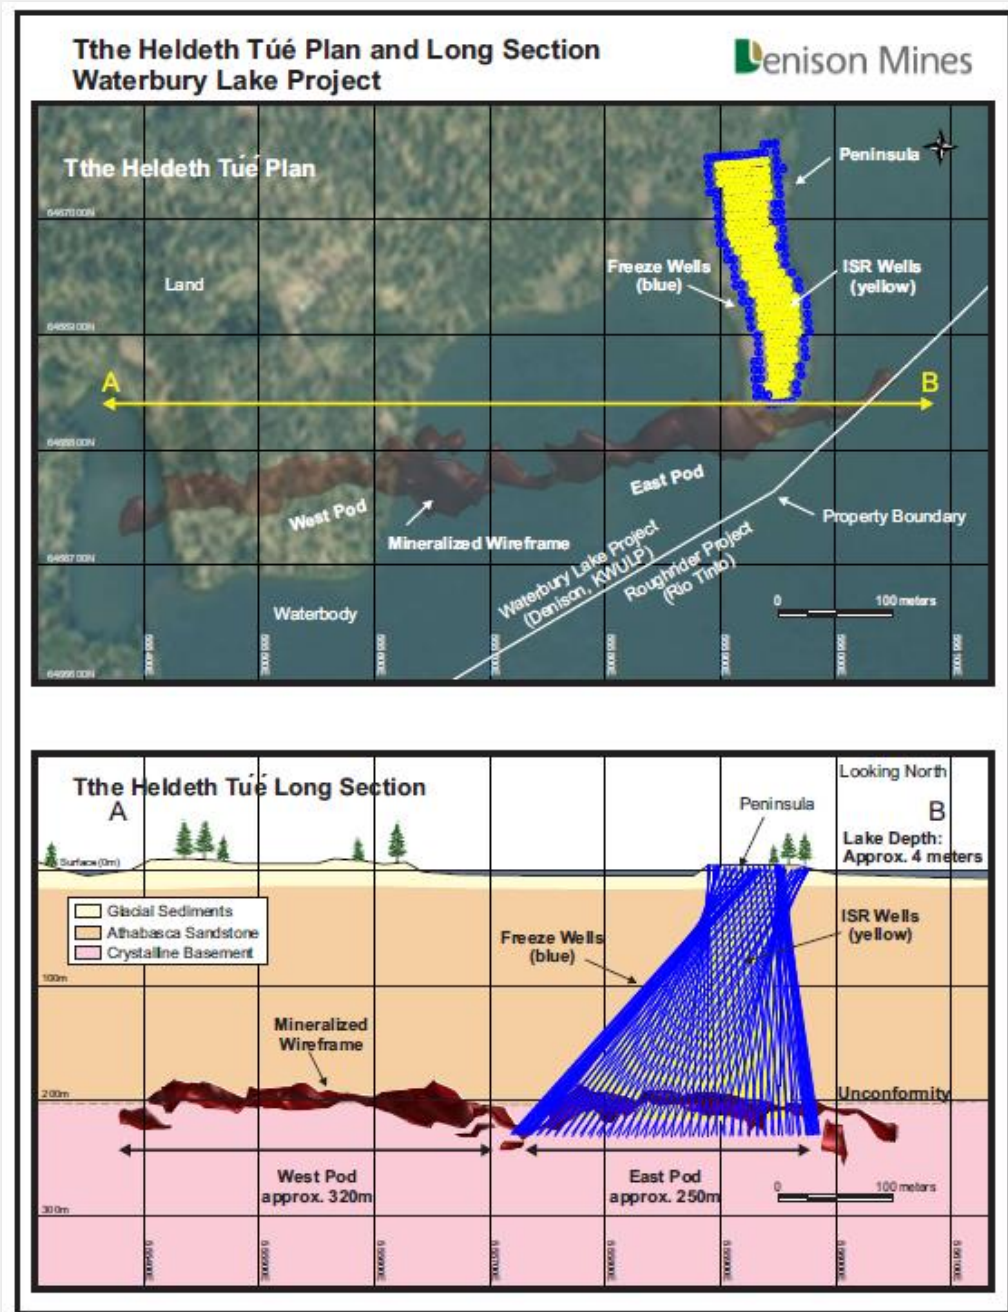 Tthe Heldeth Túé Plan and Long Section
Waterbury Lake Project
Denison Mines
Tthe Heldeth Túé Plan
Peninsula
Land
Freeze Wells
(blue)
ISR Wells
(yellow)
A
B
West Pod
East Pod
Mineralized Wireframe
Property Boundary
Waterbury Lake Project
(Denison, KWULP)
Roughrider Project
(Rio Tinto)
Waterbody
0 100 meters
Tthe Heldeth Túé Long Section
Looking North
A
Peninsula
B
Lake Depth:
Approx. 4 meters
Surface (0m)
Glacial Sediments
Athabasca Sandstone
Crystalline Basement
Freeze Wells
(blue)
ISR Wells
(yellow)
100m
Mineralized
Wireframe
200m
Unconformity
West Pod
approx. 320m
East Pod
approx. 250m
0 100 meters
300m